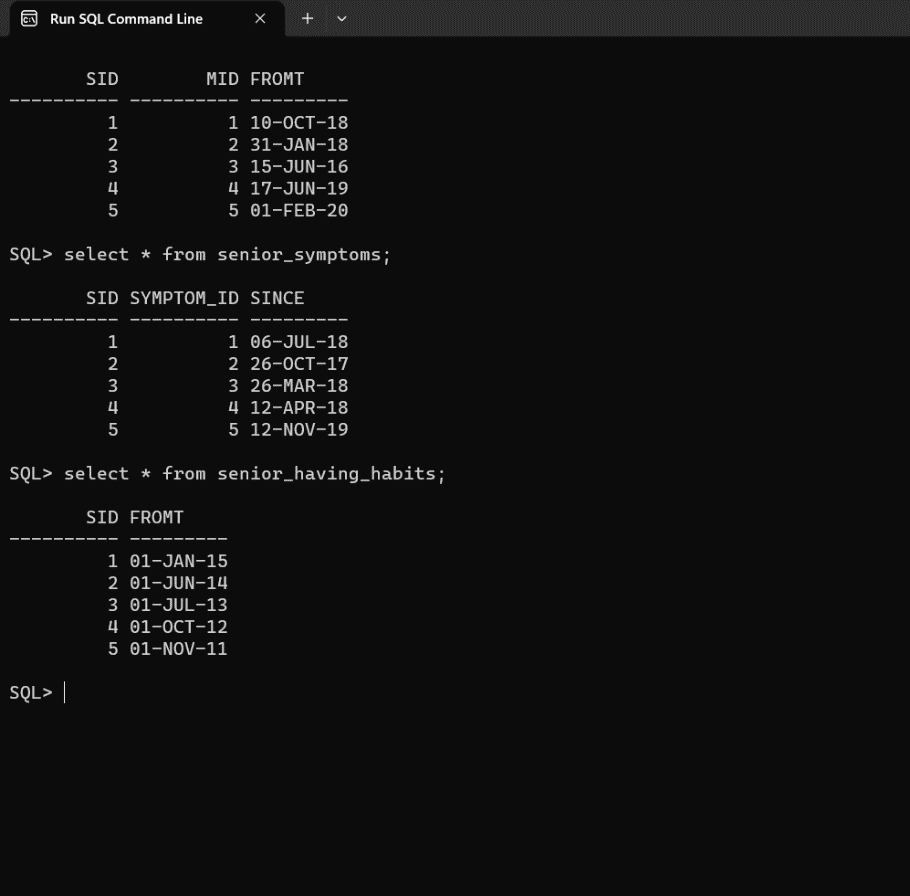 Run SQL Command Line
SID MID FROMT
---------- ---------- ---------
1 1 10-OCT-18
2 2 31-JAN-18
3 3 15-JUN-16
4 4 17-JUN-19
5 5 01-FEB-20
SQL> select * from senior_symptoms;
SID SYMPTOM_ID SINCE
---------- ---------- ---------
1 1 06-JUL-18
2 2 26-OCT-17
3 3 26-MAR-18
4 4 12-APR-18
5 5 12-NOV-19
SQL> select * from senior_having_habits;
SID FROMT
---------- ---------
1 01-JAN-15
2 01-JUN-14
3 01-JUL-13
4 01-OCT-12
5 01-NOV-11
SQL>